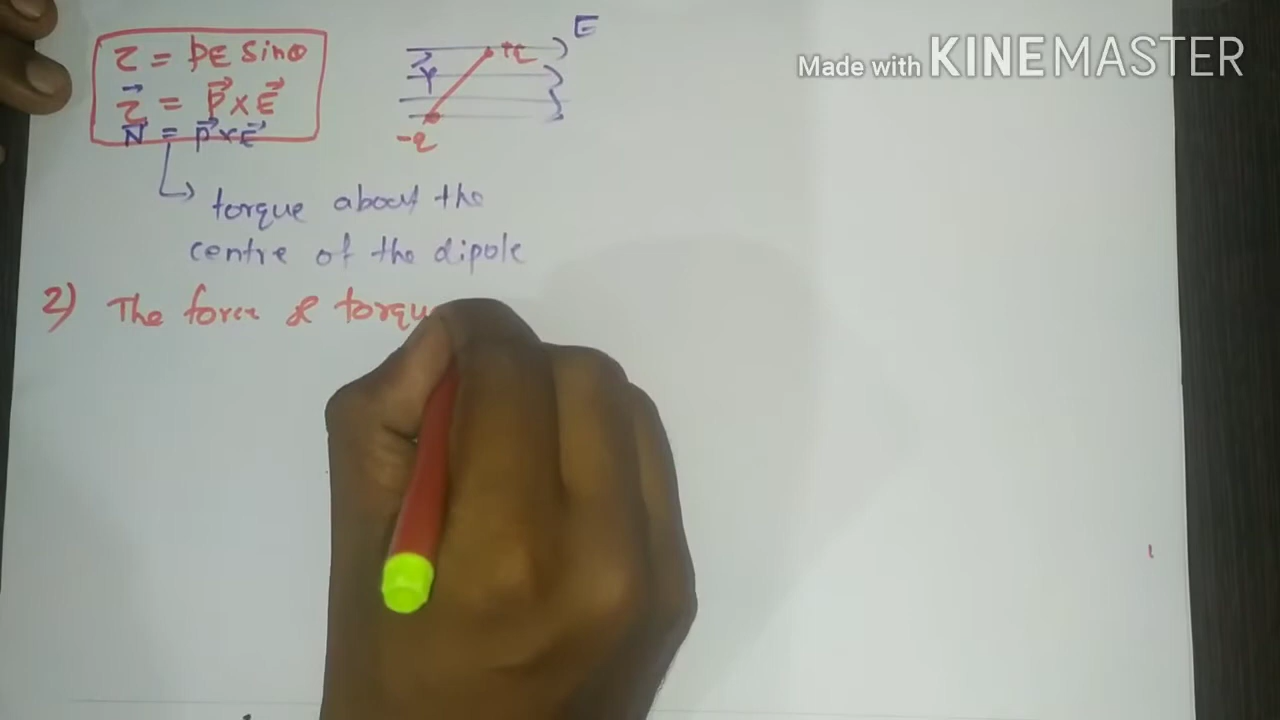 τ = PE sinθ
E
+q
Made with KINEMASTER
τ⃗ = P⃗ × E⃗
N⃗ = P⃗ × E⃗
-q
torque about the
centre of the dipole
2) The force & torqu